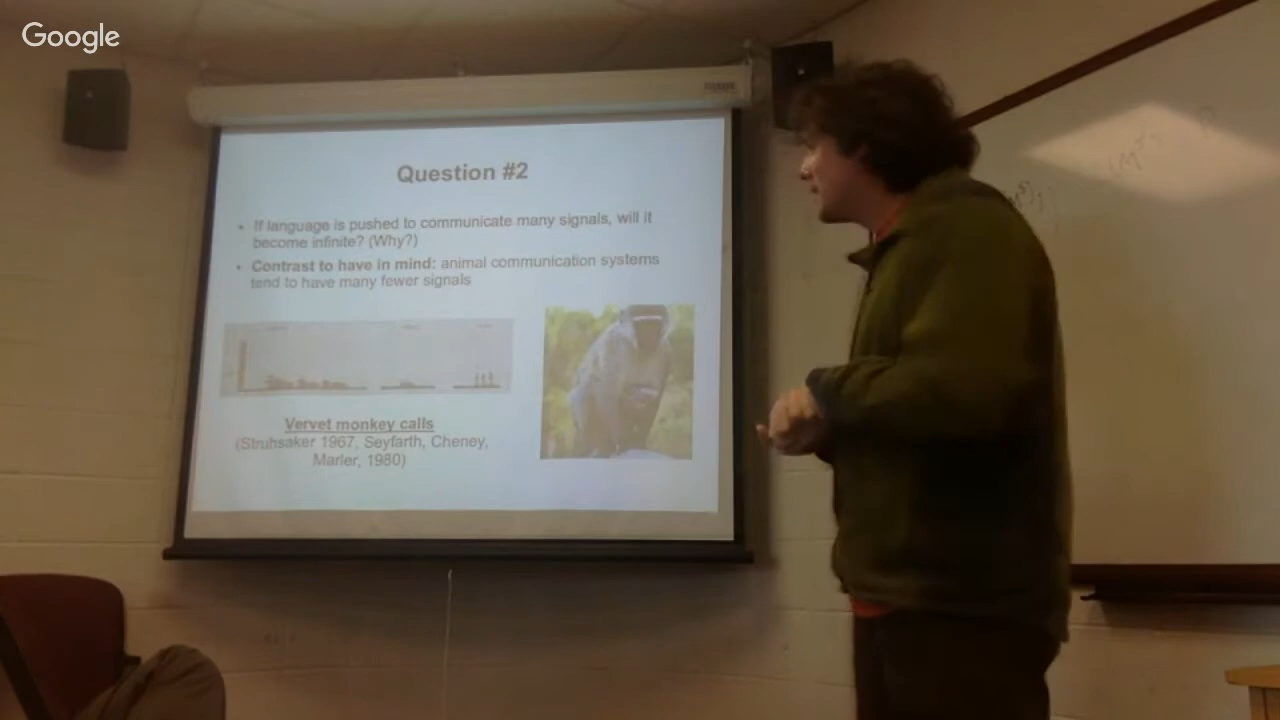 Google
Question #2
• If language is pushed to communicate many signals, will it
become infinite? (Why?)
• Contrast to have in mind: animal communication systems
tend to have many fewer signals
Vervet monkey calls
(Struhsaker 1967, Seyfarth, Cheney,
Marler, 1980)